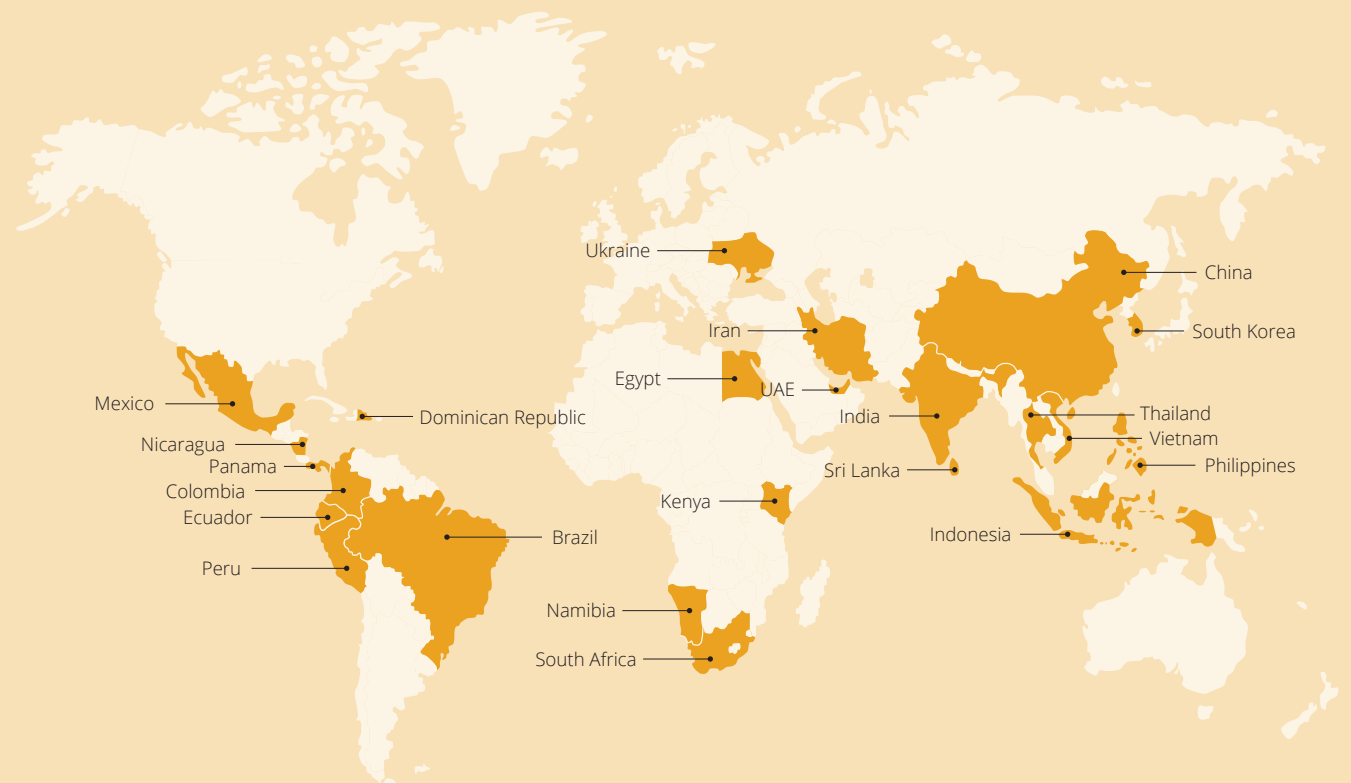 Ukraine
China
Iran
South Korea
Egypt
UAE
Mexico
Dominican Republic
India
Thailand
Nicaragua
Vietnam
Panama
Sri Lanka
Philippines
Colombia
Kenya
Ecuador
Brazil
Indonesia
Peru
Namibia
South Africa